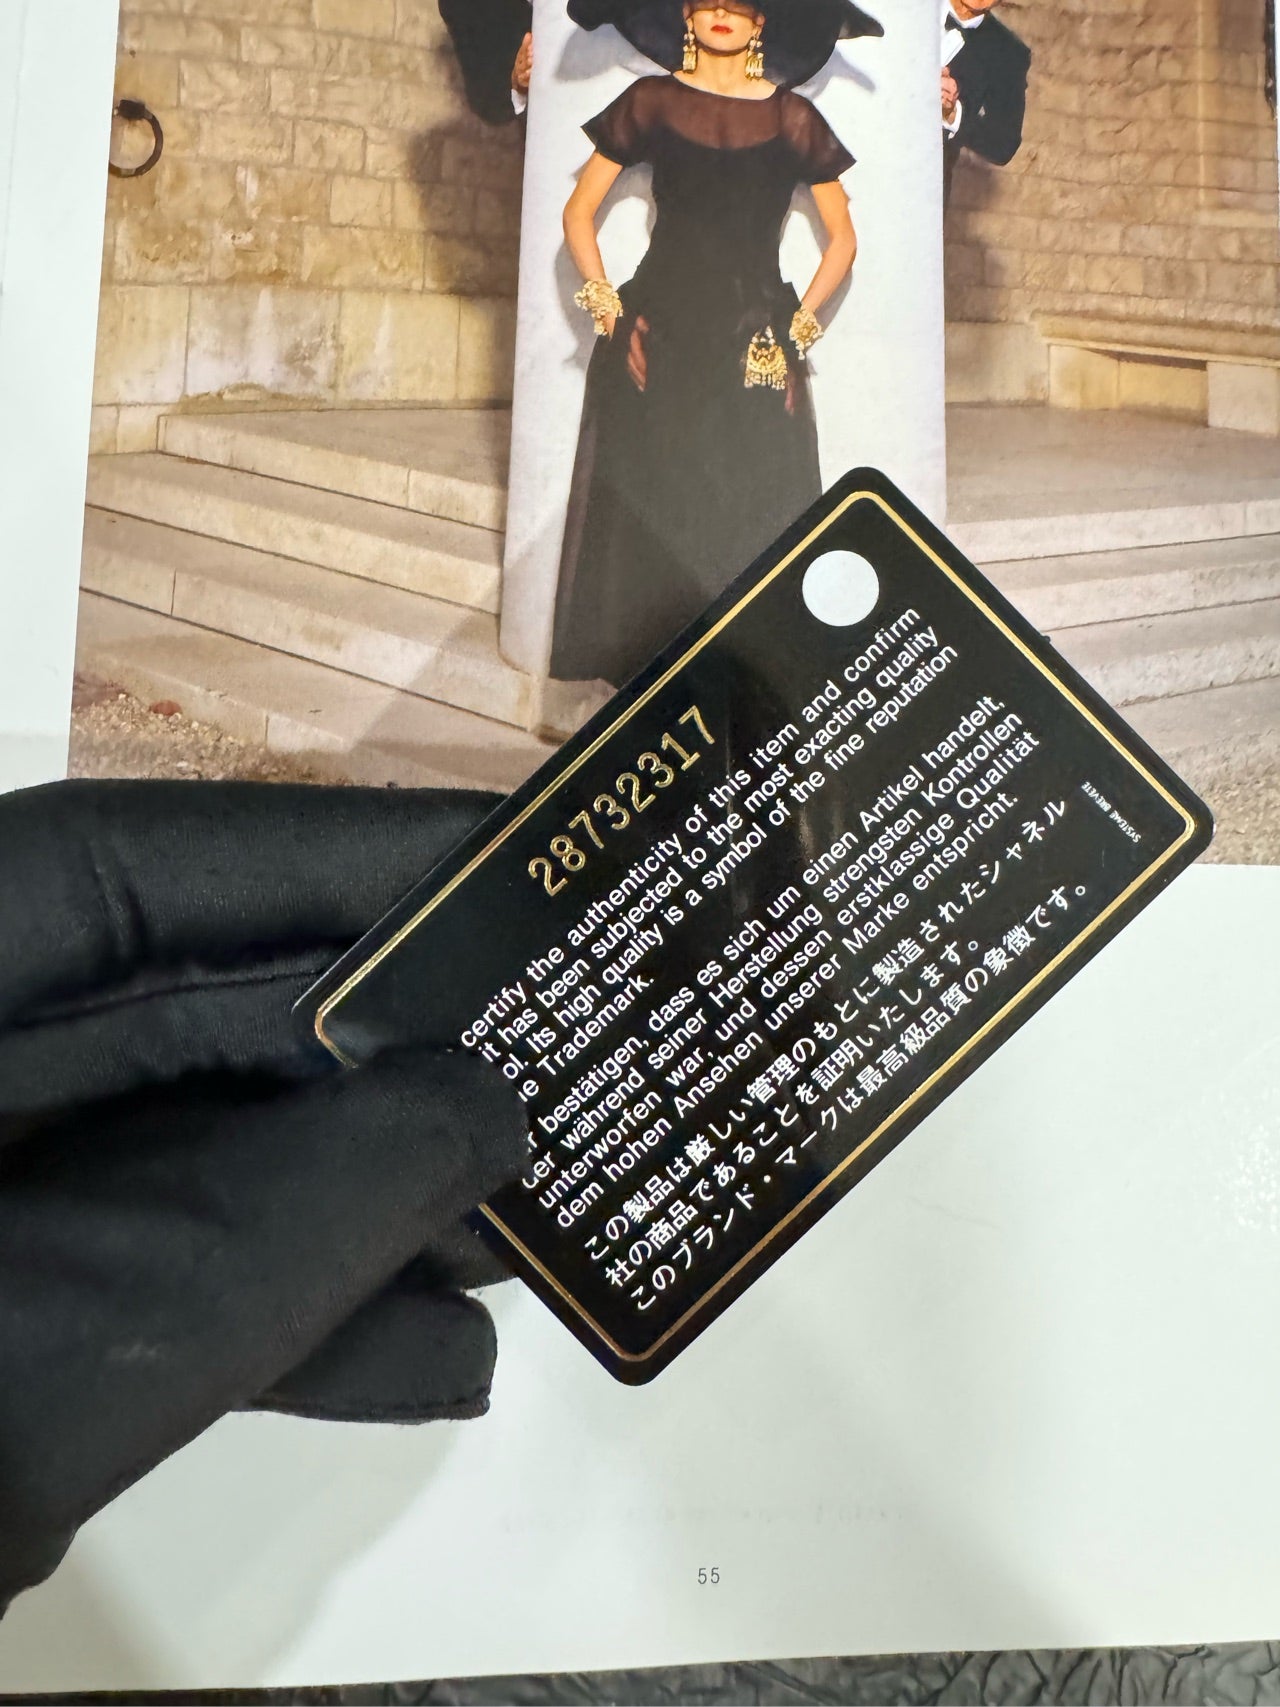 28732317
certify the authenticity of this item and confirm
it has been subjected to the most exacting quality
ol. Its high quality is a symbol of the fine reputation
e Trademark.
r bestätigen, dass es sich um einen Artikel handelt,
er während seiner Herstellung strengsten Kontrollen
unterworfen war, und dessen erstklassige Qualität
dem hohen Ansehen unserer Marke entspricht.
この製品は厳しい管理のもとに製造されたシャネル
社の商品であることを証明いたします。
このブランド・マークは最高級品質の象徴です。
SYSTEME BREVETE
55